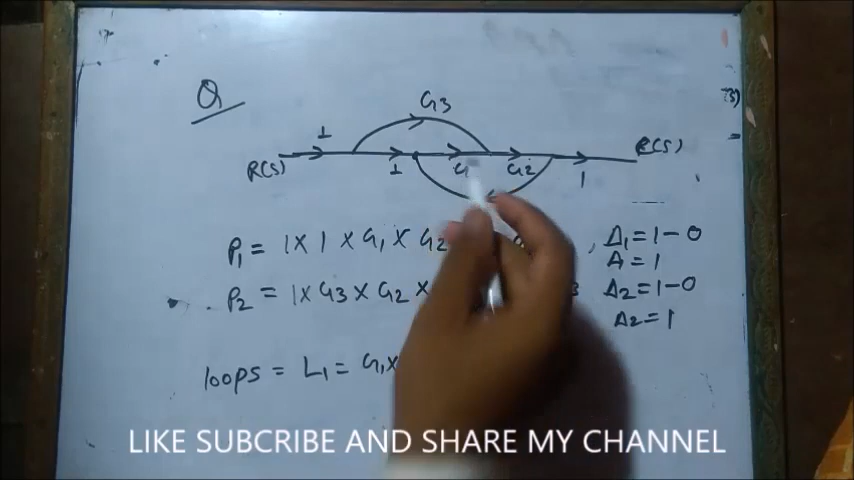 Q
G3
1
R(S) 1 G2 1 R(S)
P1 = 1 X 1 X G1 X G2 , Δ1 = 1 - 0
Δ = 1
P2 = 1 X G3 X G2 X Δ2 = 1 - 0
Δ2 = 1
loops = L1 = G1 X
LIKE SUBCRIBE AND SHARE MY CHANNEL